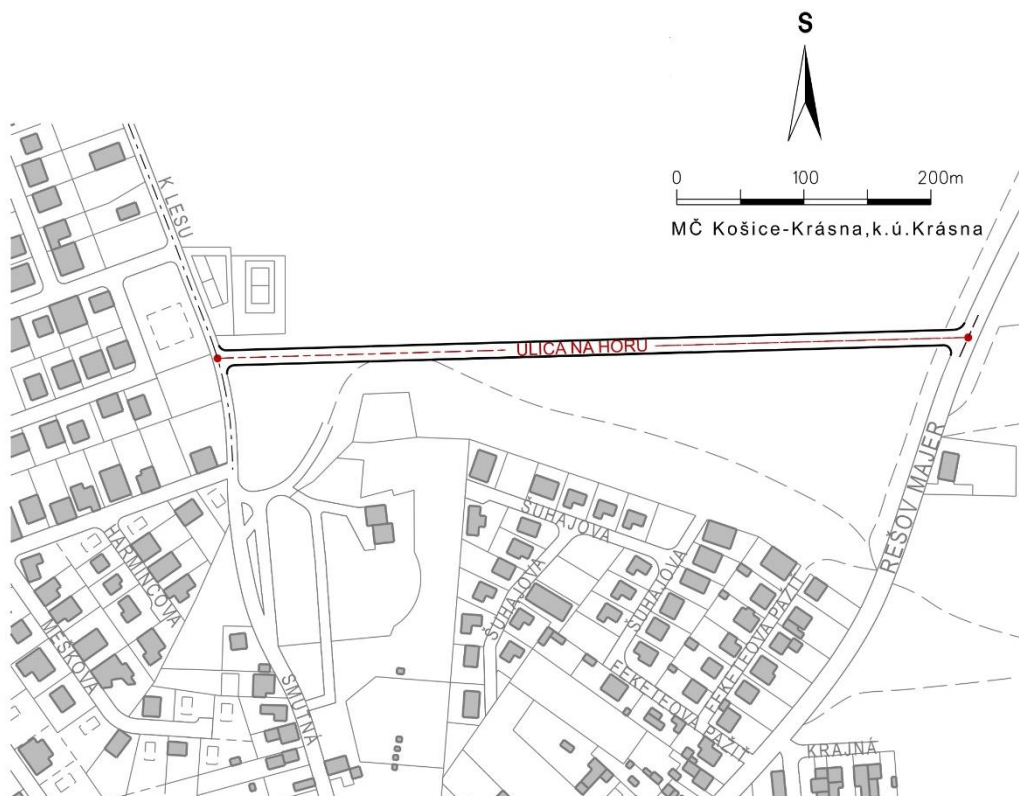 S
0 100 200m
MČ Košice-Krásna,k.ú.Krásna
K LESU
ULICA NA HORU
REŠOV MAJER
ŠUHAJOVA
ŠUHAJOVA
ŠUHAJOVA
HARMINCOVA
MEŠKOVA
SMUTNÁ
FEKETEOVA PAŽIŤ
FEKETEOVA PAŽIŤ
KRAJNÁ